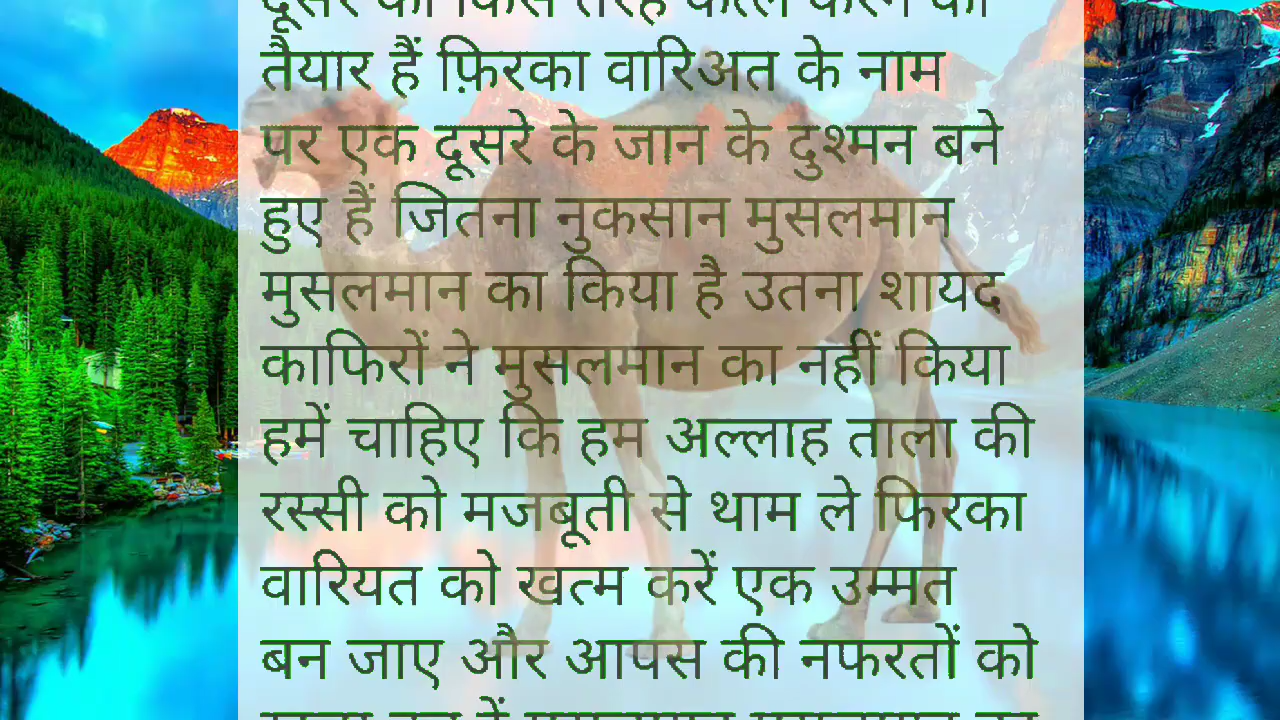 तैयार हैं फ़िरका वारिअत के नाम
पर एक दूसरे के जान के दुश्मन बने
हुए हैं जितना नुकसान मुसलमान
मुसलमान का किया है उतना शायद
काफिरों ने मुसलमान का नहीं किया
हमें चाहिए कि हम अल्लाह ताला की
रस्सी को मजबूती से थाम ले फिरका
वारियत को खत्म करें एक उम्मत
बन जाए और आपस की नफरतों को